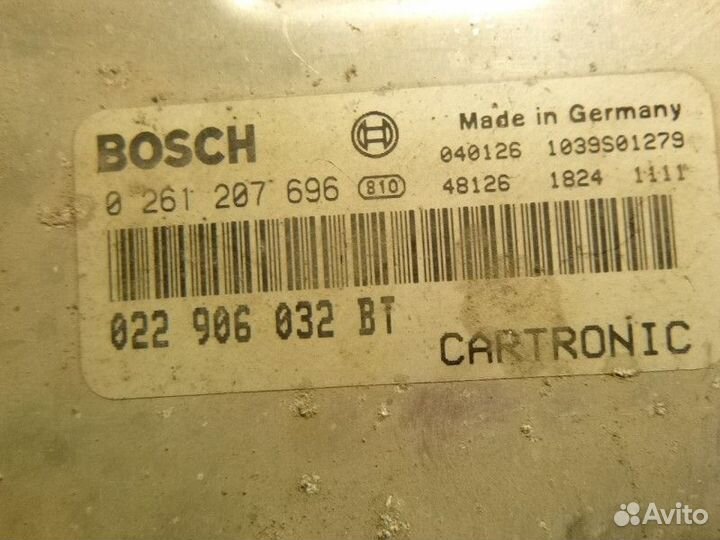 BOSCH
Made in Germany
040126 1039S01279
0 261 207 696 810
48126 1824 1111
022 906 032 BT
CARTRONIC
Avito